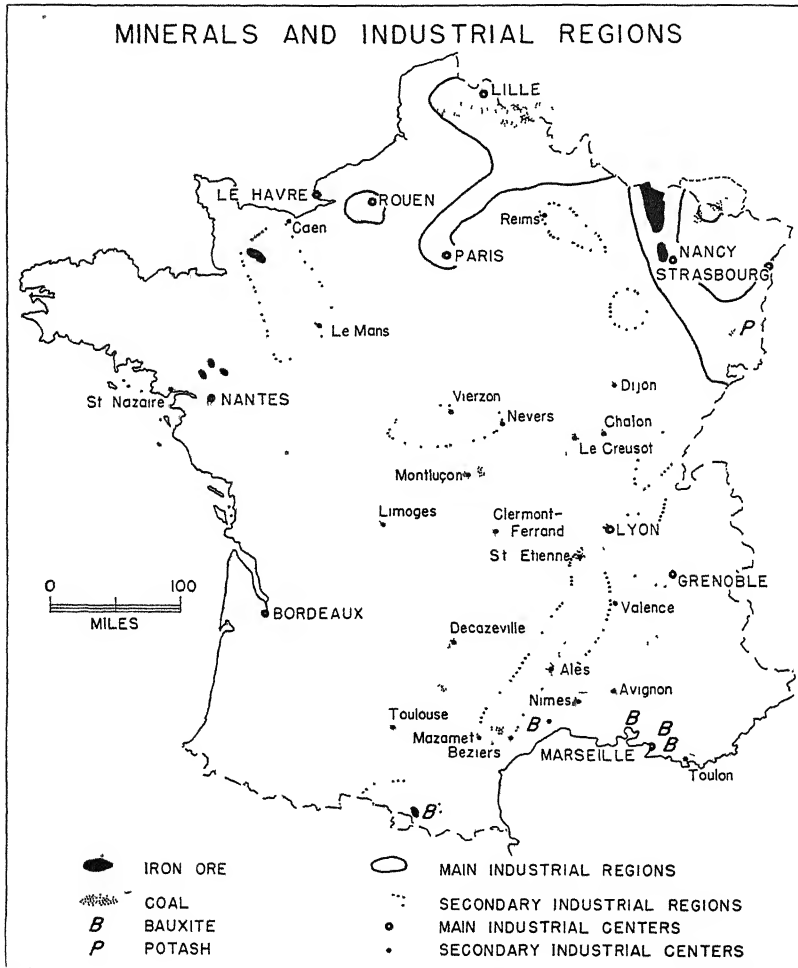 MINERALS AND INDUSTRIAL REGIONS
LILLE
LE HAVRE
ROUEN
Caen
Reims
PARIS
NANCY
STRASBOURG
P
Le Mans
Dijon
St Nazaire
NANTES
Vierzon
Nevers
Chalon
Le Creusot
Montluçon
Limoges
Clermont-
Ferrand
LYON
St Etienne
GRENOBLE
0 100
MILES
BORDEAUX
Valence
Decazeville
Alès
Nimes
Avignon
Toulouse
Mazamet
Beziers
B
B
B
B
MARSEILLE
Toulon
B
IRON ORE
MAIN INDUSTRIAL REGIONS
COAL
SECONDARY INDUSTRIAL REGIONS
B BAUXITE
MAIN INDUSTRIAL CENTERS
P POTASH
SECONDARY INDUSTRIAL CENTERS